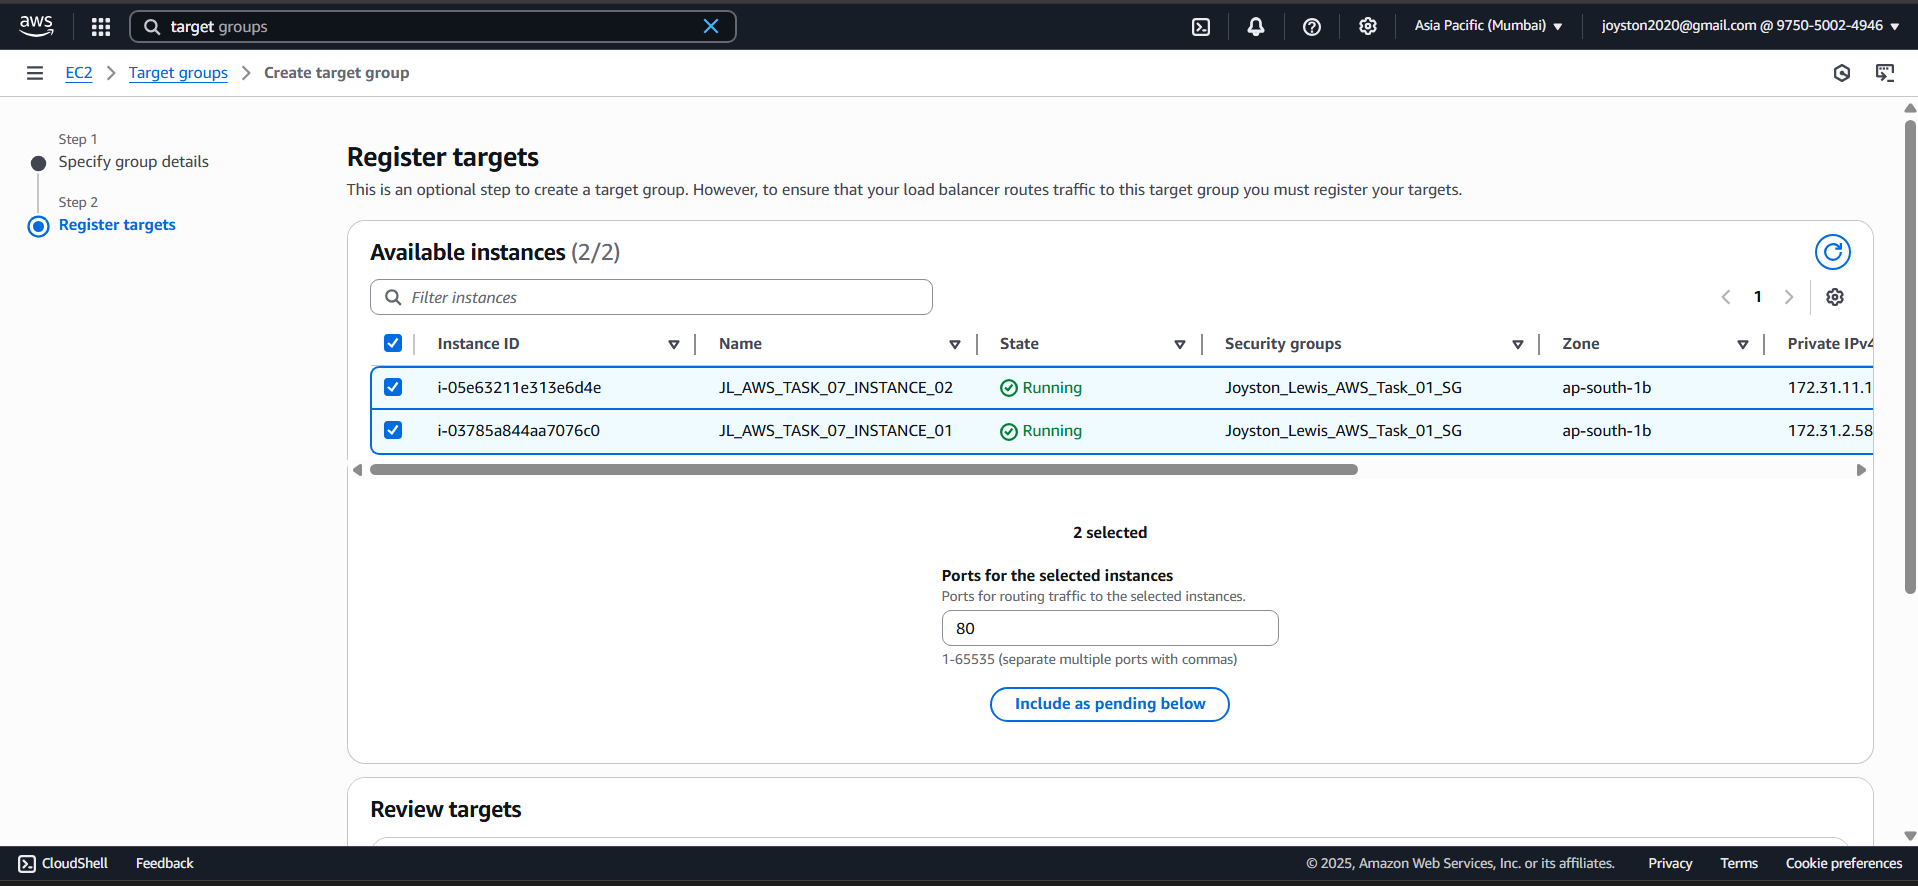 aws
target groups
Asia Pacific (Mumbai)
joyston2020@gmail.com @ 9750-5002-4946
EC2
Target groups
Create target group
Step 1
Specify group details
Step 2
Register targets
Register targets
This is an optional step to create a target group. However, to ensure that your load balancer routes traffic to this target group you must register your targets.
Available instances (2/2)
Filter instances
1
Instance ID Name State Security groups Zone Private IPv4
i-05e63211e313e6d4e JL_AWS_TASK_07_INSTANCE_02 Running Joyston_Lewis_AWS_Task_01_SG ap-south-1b 172.31.11.1
i-03785a844aa7076c0 JL_AWS_TASK_07_INSTANCE_01 Running Joyston_Lewis_AWS_Task_01_SG ap-south-1b 172.31.2.58
2 selected
Ports for the selected instances
Ports for routing traffic to the selected instances.
80
1-65535 (separate multiple ports with commas)
Include as pending below
Review targets
CloudShell
Feedback
© 2025, Amazon Web Services, Inc. or its affiliates.
Privacy
Terms
Cookie preferences